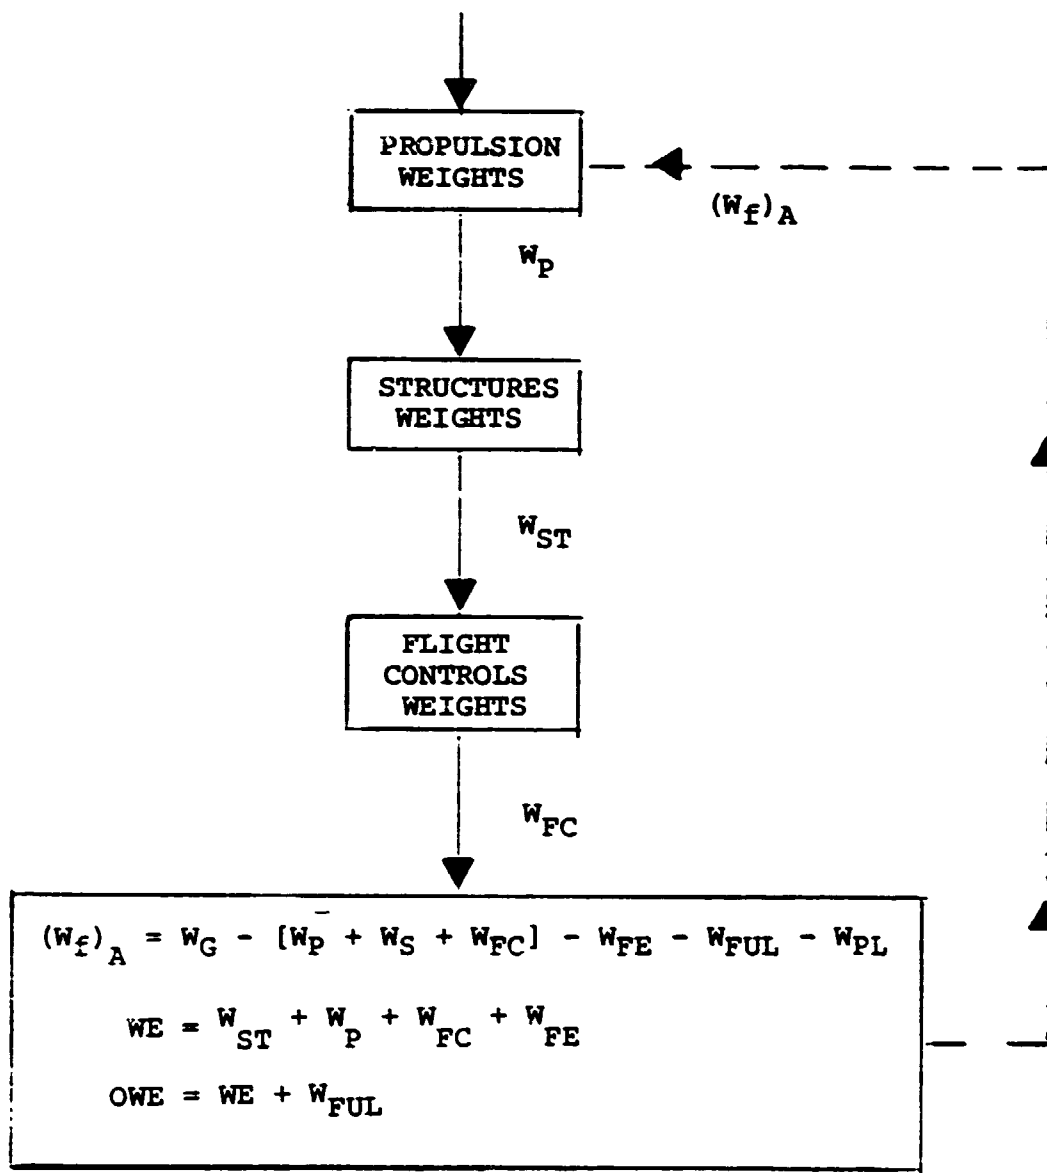 PROPULSION
WEIGHTS
(W_f)_A
W_P
STRUCTURES
WEIGHTS
W_ST
FLIGHT
CONTROLS
WEIGHTS
W_FC
(W_f)_A = W_G - [W_P + W_S + W_FC] - W_FE - W_FUL - W_PL
WE = W_ST + W_P + W_FC + W_FE
OWE = WE + W_FUL